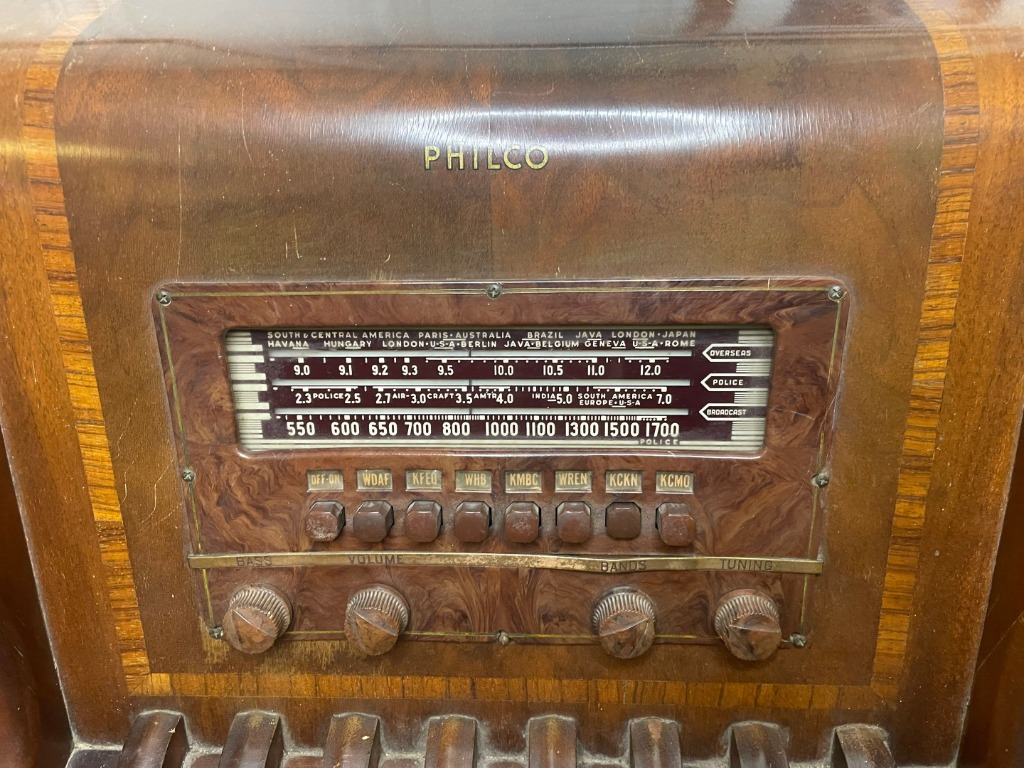 PHILCO
SOUTH & CENTRAL AMERICA PARIS•AUSTRALIA BRAZIL JAVA LONDON•JAPAN
HAVANA HUNGARY LONDON•U•S•A•BERLIN JAVA•BELGIUM GENEVA U•S•A•ROME
OVERSEAS
9.0 9.1 9.2 9.3 9.5 10.0 10.5 11.0 12.0
POLICE
2.3 POLICE 2.5 2.7 AIR-3.0 CRAFT 3.5 AMTR 4.0 INDIA 5.0 SOUTH AMERICA 7.0
EUROPE•U•S•A
BROADCAST
550 600 650 700 800 1000 1100 1300 1500 1700
POLICE
OFF-ON WDAF KFEQ WHB KMBC WREN KCKN KCMO
BASS VOLUME BANDS TUNING